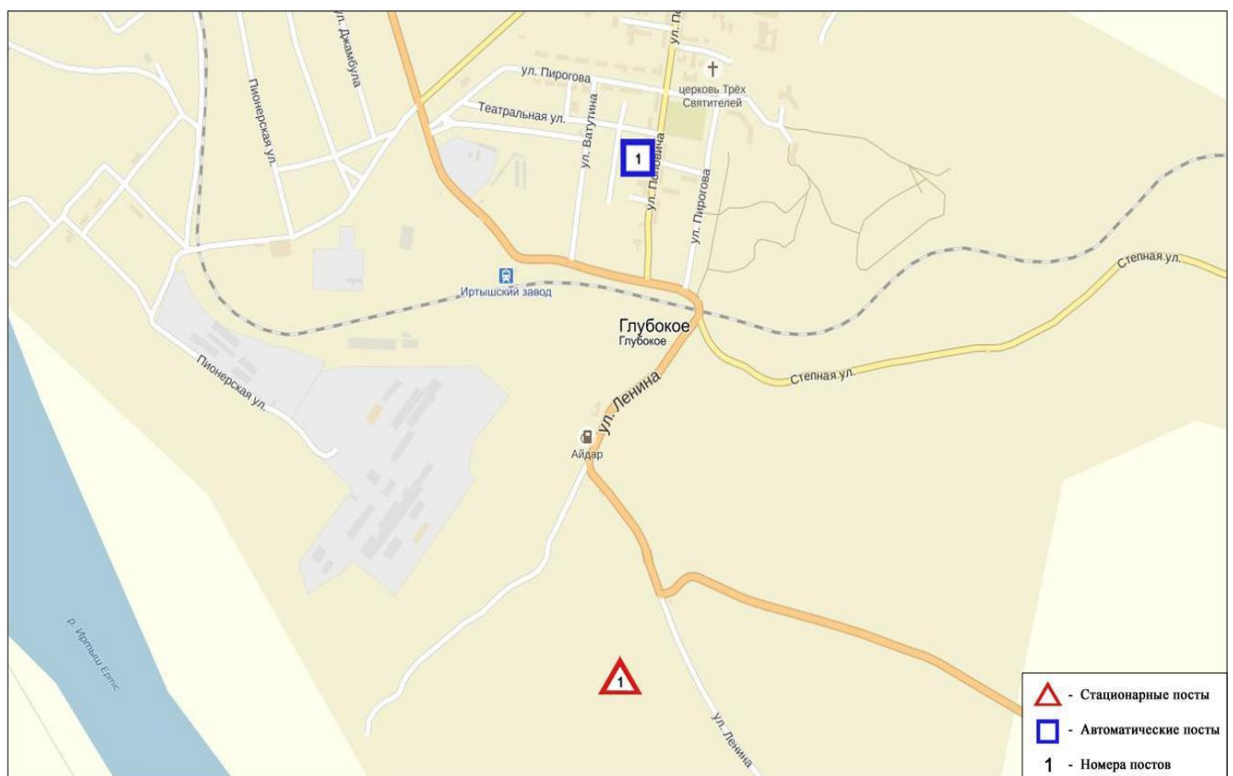 ул. По
ул. Джамбула
ул. Пирогова
церковь Трёх
Святителей
Пионерская ул.
Театральная ул.
ул. Ватутина
1
ул. Поповича
ул. Пирогова
Степная ул.
Иртышский завод
Глубокое
Глубокое
Пионерская ул.
Степная ул.
ул. Ленина
Айдар
р. Иртыш Ертіс
1
ул. Ленина
- Стационарные посты
- Автоматические посты
1 - Номера постов